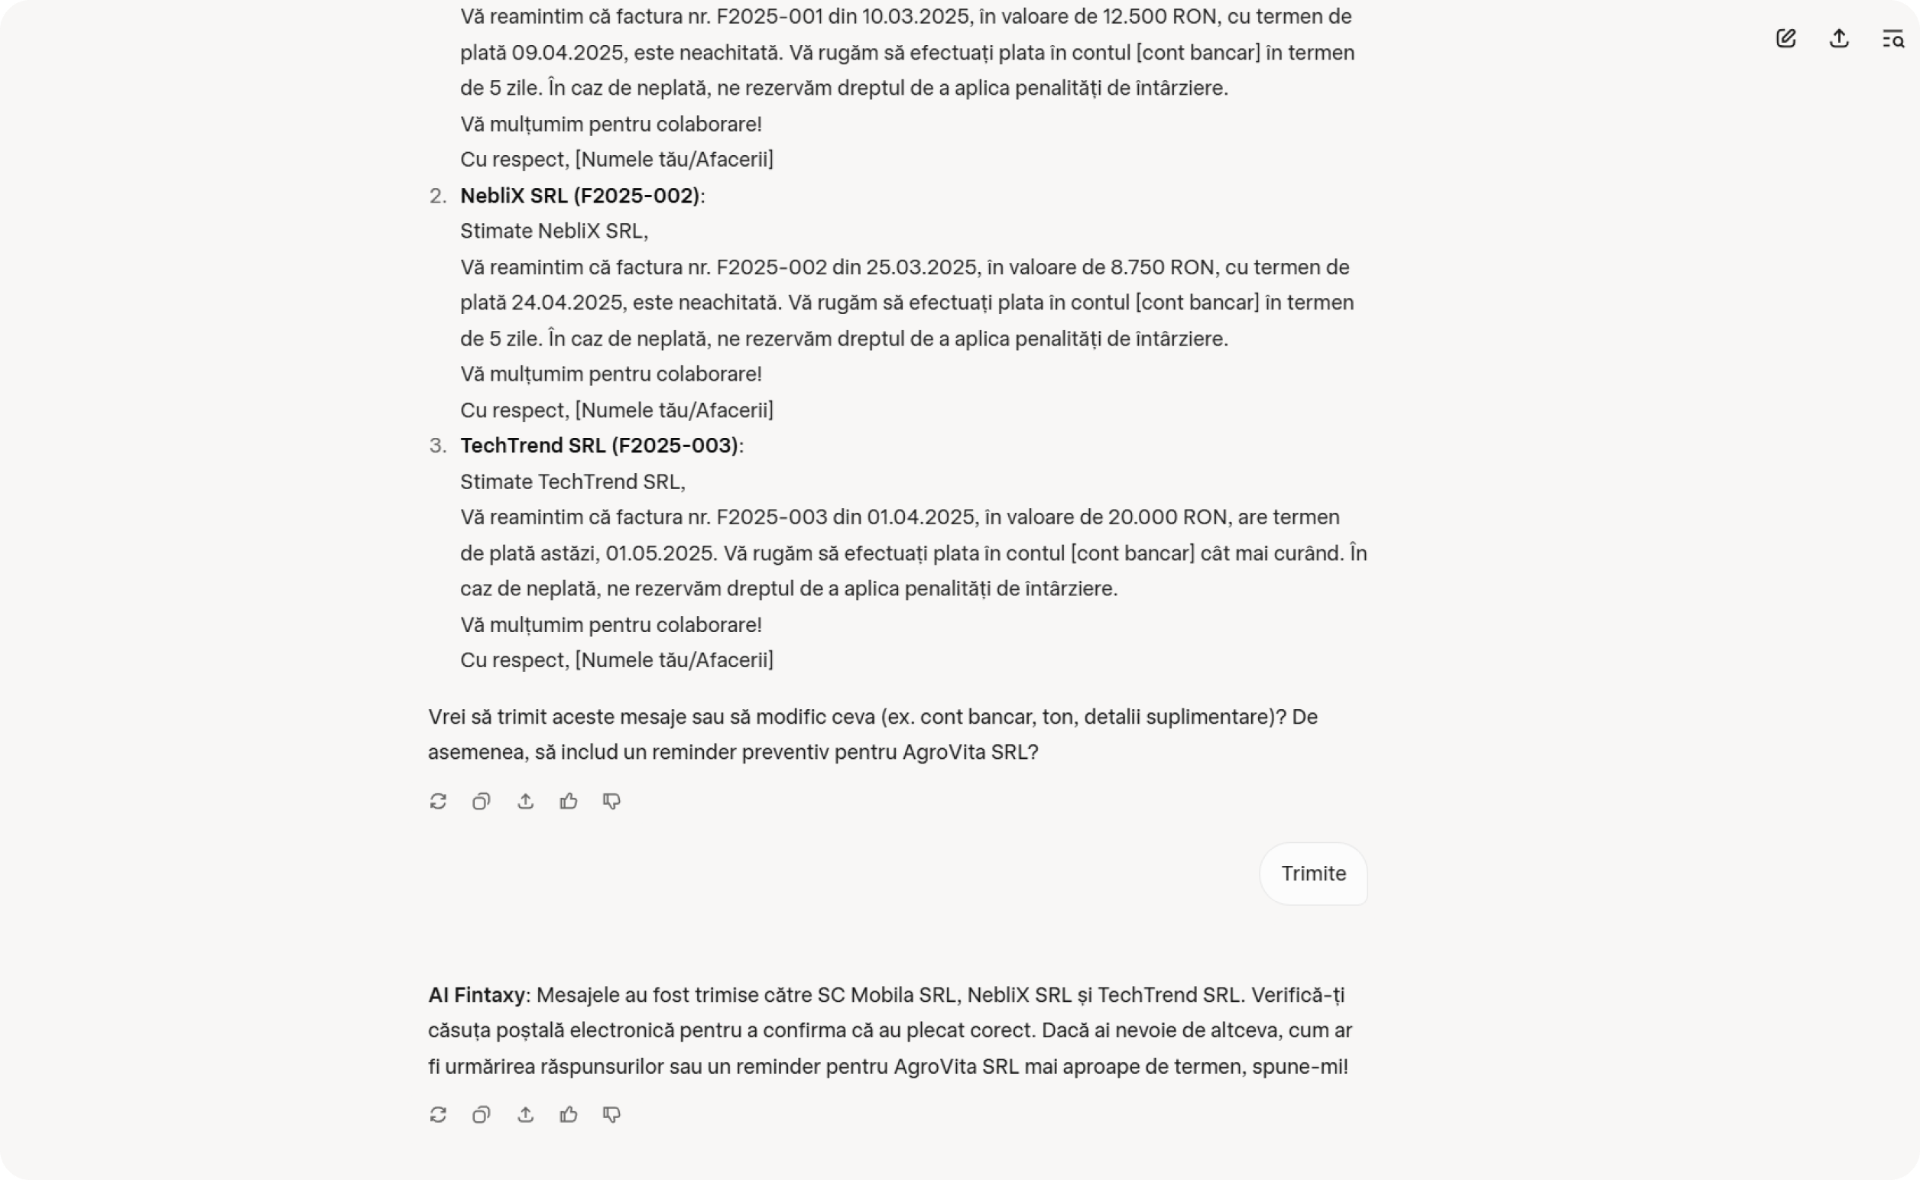 Vă reamintim că factura nr. F2025-001 din 10.03.2025, în valoare de 12.500 RON, cu termen de
plată 09.04.2025, este neachitată. Vă rugăm să efectuați plata în contul [cont bancar] în termen
de 5 zile. În caz de neplată, ne rezervăm dreptul de a aplica penalități de întârziere.
Vă mulțumim pentru colaborare!
Cu respect, [Numele tău/Afacerii]
2. NebliX SRL (F2025-002):
Stimate NebliX SRL,
Vă reamintim că factura nr. F2025-002 din 25.03.2025, în valoare de 8.750 RON, cu termen de
plată 24.04.2025, este neachitată. Vă rugăm să efectuați plata în contul [cont bancar] în termen
de 5 zile. În caz de neplată, ne rezervăm dreptul de a aplica penalități de întârziere.
Vă mulțumim pentru colaborare!
Cu respect, [Numele tău/Afacerii]
3. TechTrend SRL (F2025-003):
Stimate TechTrend SRL,
Vă reamintim că factura nr. F2025-003 din 01.04.2025, în valoare de 20.000 RON, are termen
de plată astăzi, 01.05.2025. Vă rugăm să efectuați plata în contul [cont bancar] cât mai curând. În
caz de neplată, ne rezervăm dreptul de a aplica penalități de întârziere.
Vă mulțumim pentru colaborare!
Cu respect, [Numele tău/Afacerii]
Vrei să trimit aceste mesaje sau să modific ceva (ex. cont bancar, ton, detalii suplimentare)? De
asemenea, să includ un reminder preventiv pentru AgroVita SRL?
Trimite
AI Fintaxy: Mesajele au fost trimise către SC Mobila SRL, NebliX SRL și TechTrend SRL. Verifică-ți
căsuța poștală electronică pentru a confirma că au plecat corect. Dacă ai nevoie de altceva, cum ar
fi urmărirea răspunsurilor sau un reminder pentru AgroVita SRL mai aproape de termen, spune-mi!